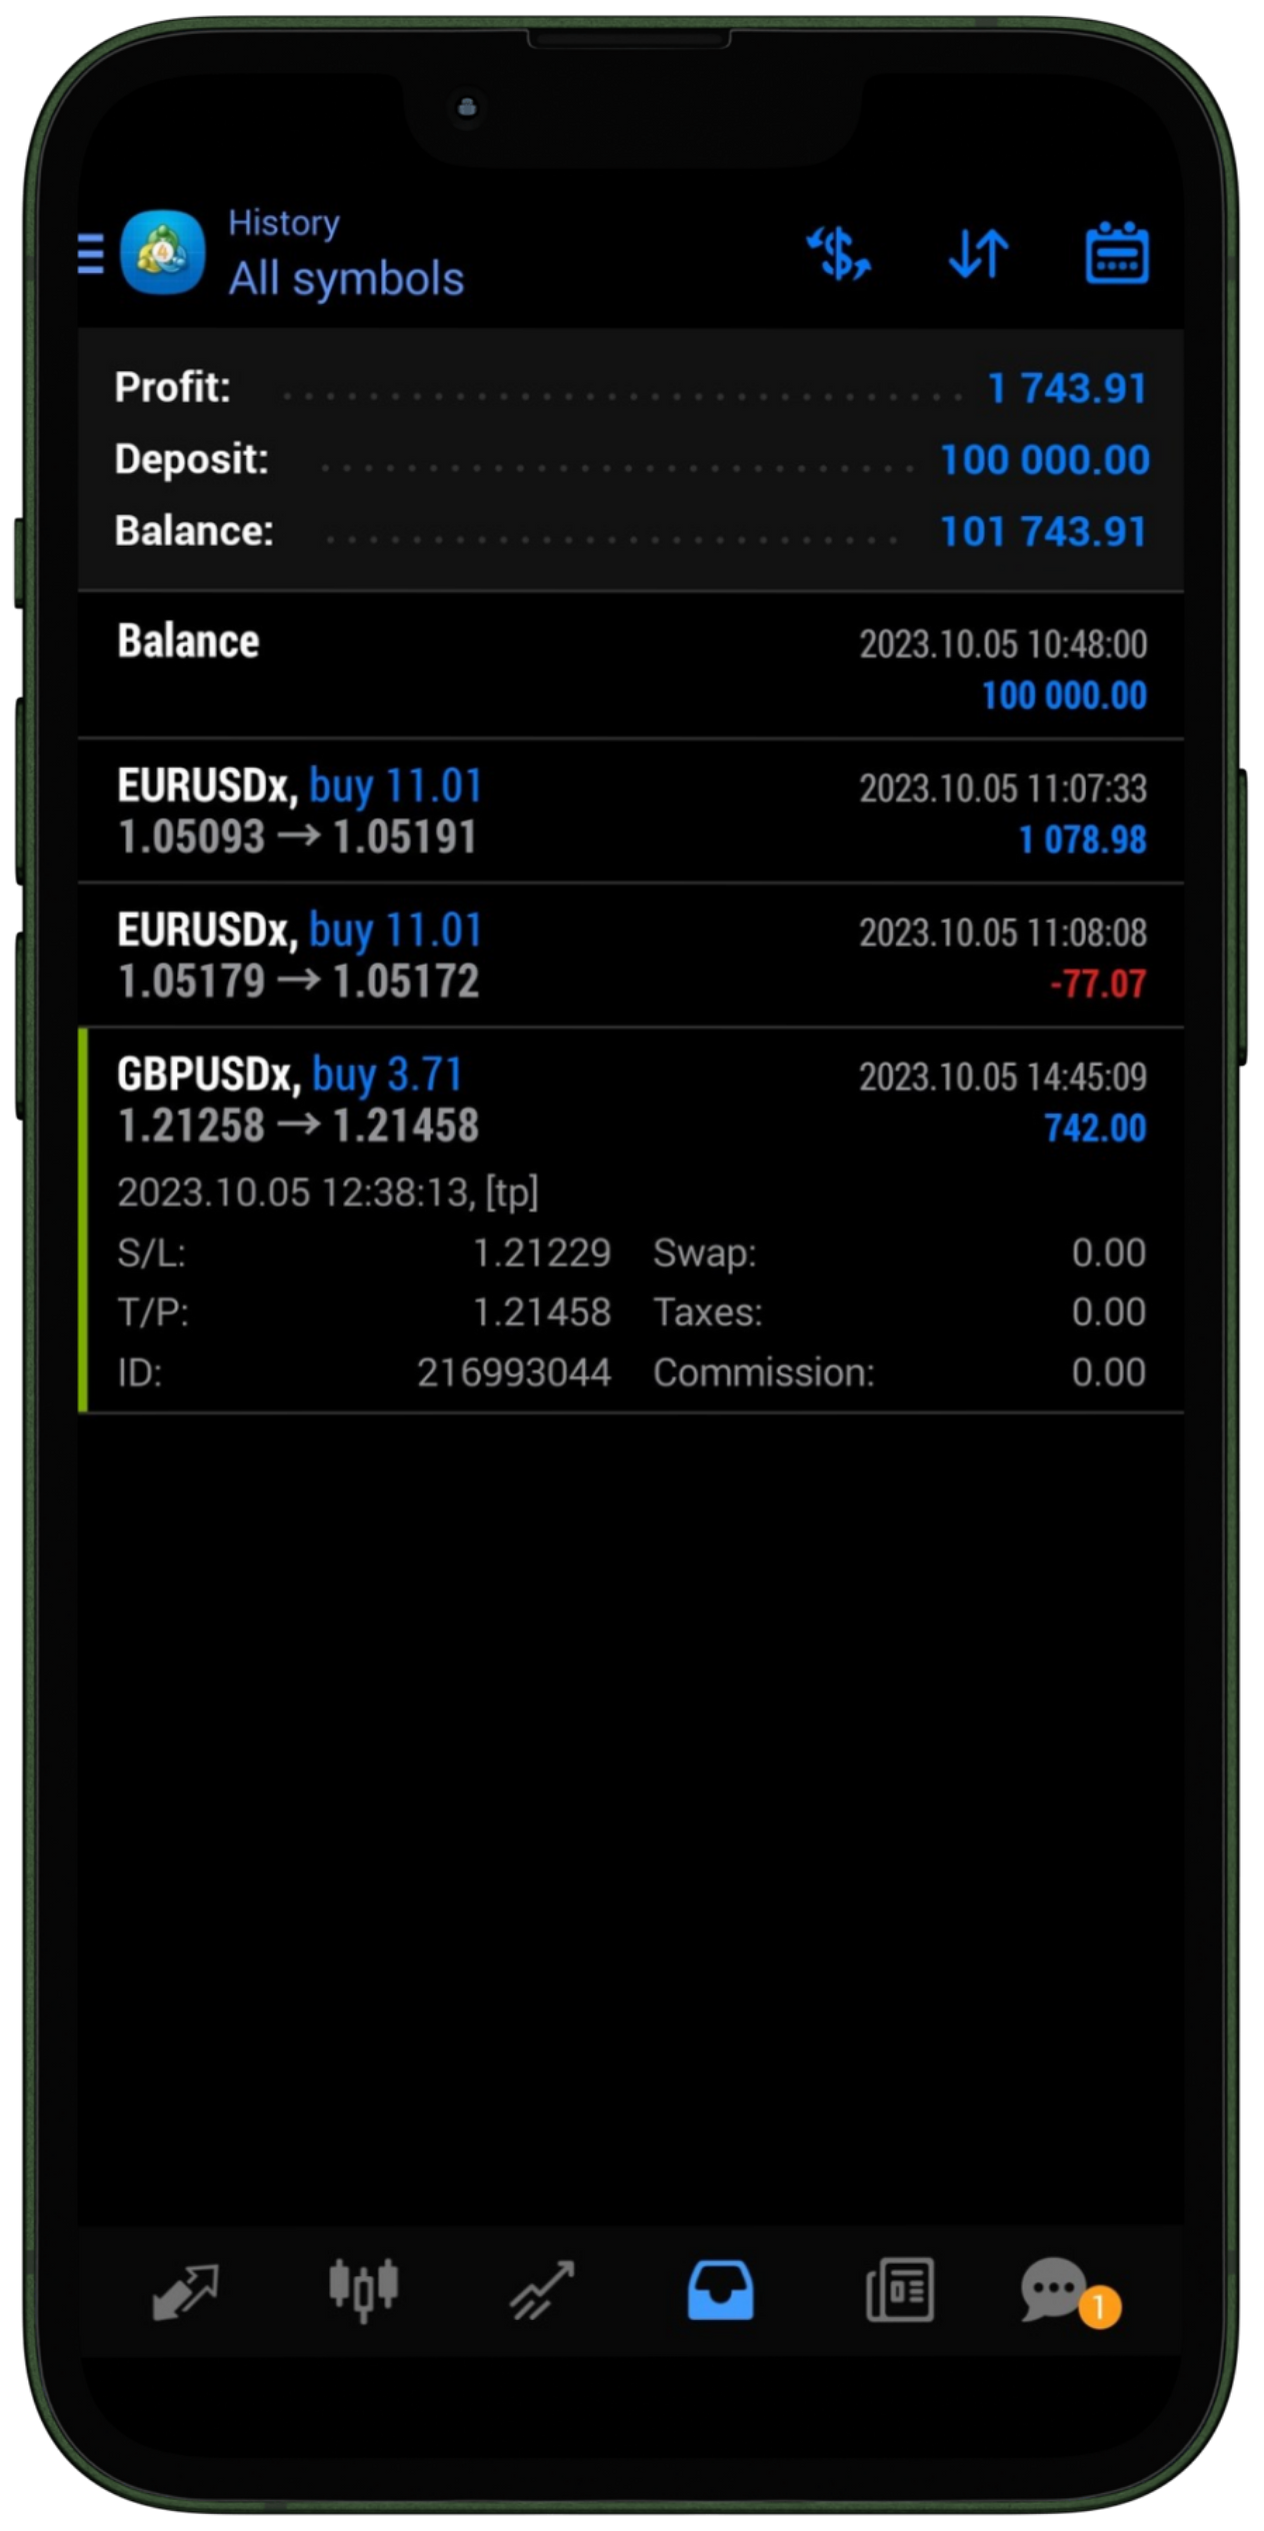 History
All symbols
Profit: 1 743.91
Deposit: 100 000.00
Balance: 101 743.91
Balance 2023.10.05 10:48:00
100 000.00
EURUSDx, buy 11.01 2023.10.05 11:07:33
1.05093 → 1.05191 1 078.98
EURUSDx, buy 11.01 2023.10.05 11:08:08
1.05179 → 1.05172 -77.07
GBPUSDx, buy 3.71 2023.10.05 14:45:09
1.21258 → 1.21458 742.00
2023.10.05 12:38:13, [tp]
S/L: 1.21229 Swap: 0.00
T/P: 1.21458 Taxes: 0.00
ID: 216993044 Commission: 0.00
1